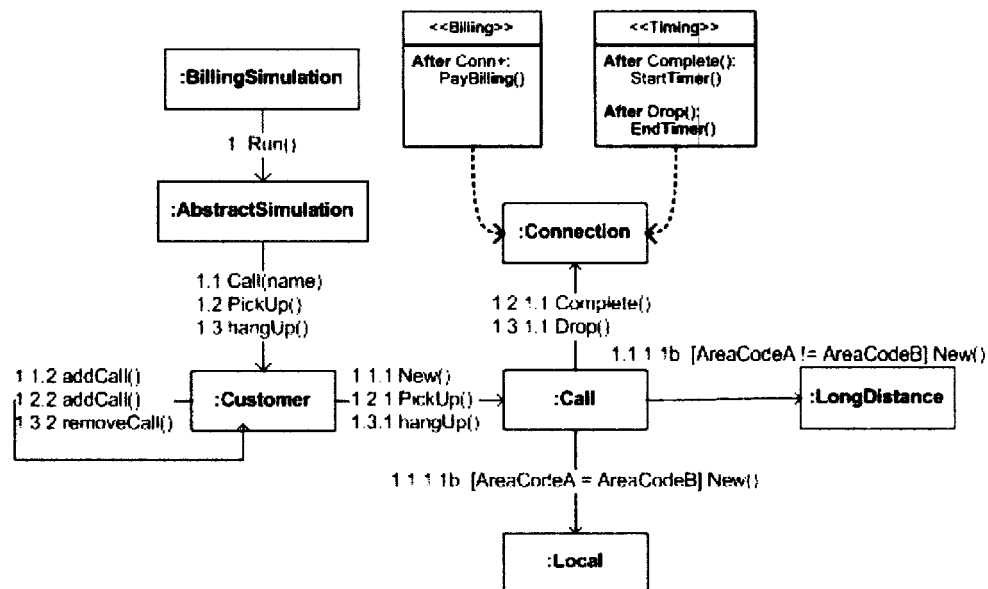 <<Billing>>
After Conn+:
PayBilling()
<<Timing>>
After Complete():
StartTimer()
After Drop():
EndTimer()
:BillingSimulation
1 Run()
:AbstractSimulation
:Connection
1.1 Call(name)
1.2 PickUp()
1.3 hangUp()
1.2 1.1 Complete()
1.3 1.1 Drop()
1.1 1 1b [AreaCodeA != AreaCodeB] New()
1 1.2 addCall()
1 2.2 addCall()
1 3 2 removeCall()
:Customer
1 1.1 New()
1 2 1 PickUp()
1.3.1 hangUp()
:Call
:LongDistance
1 1 1 1b [AreaCodeA = AreaCodeB] New()
:Local